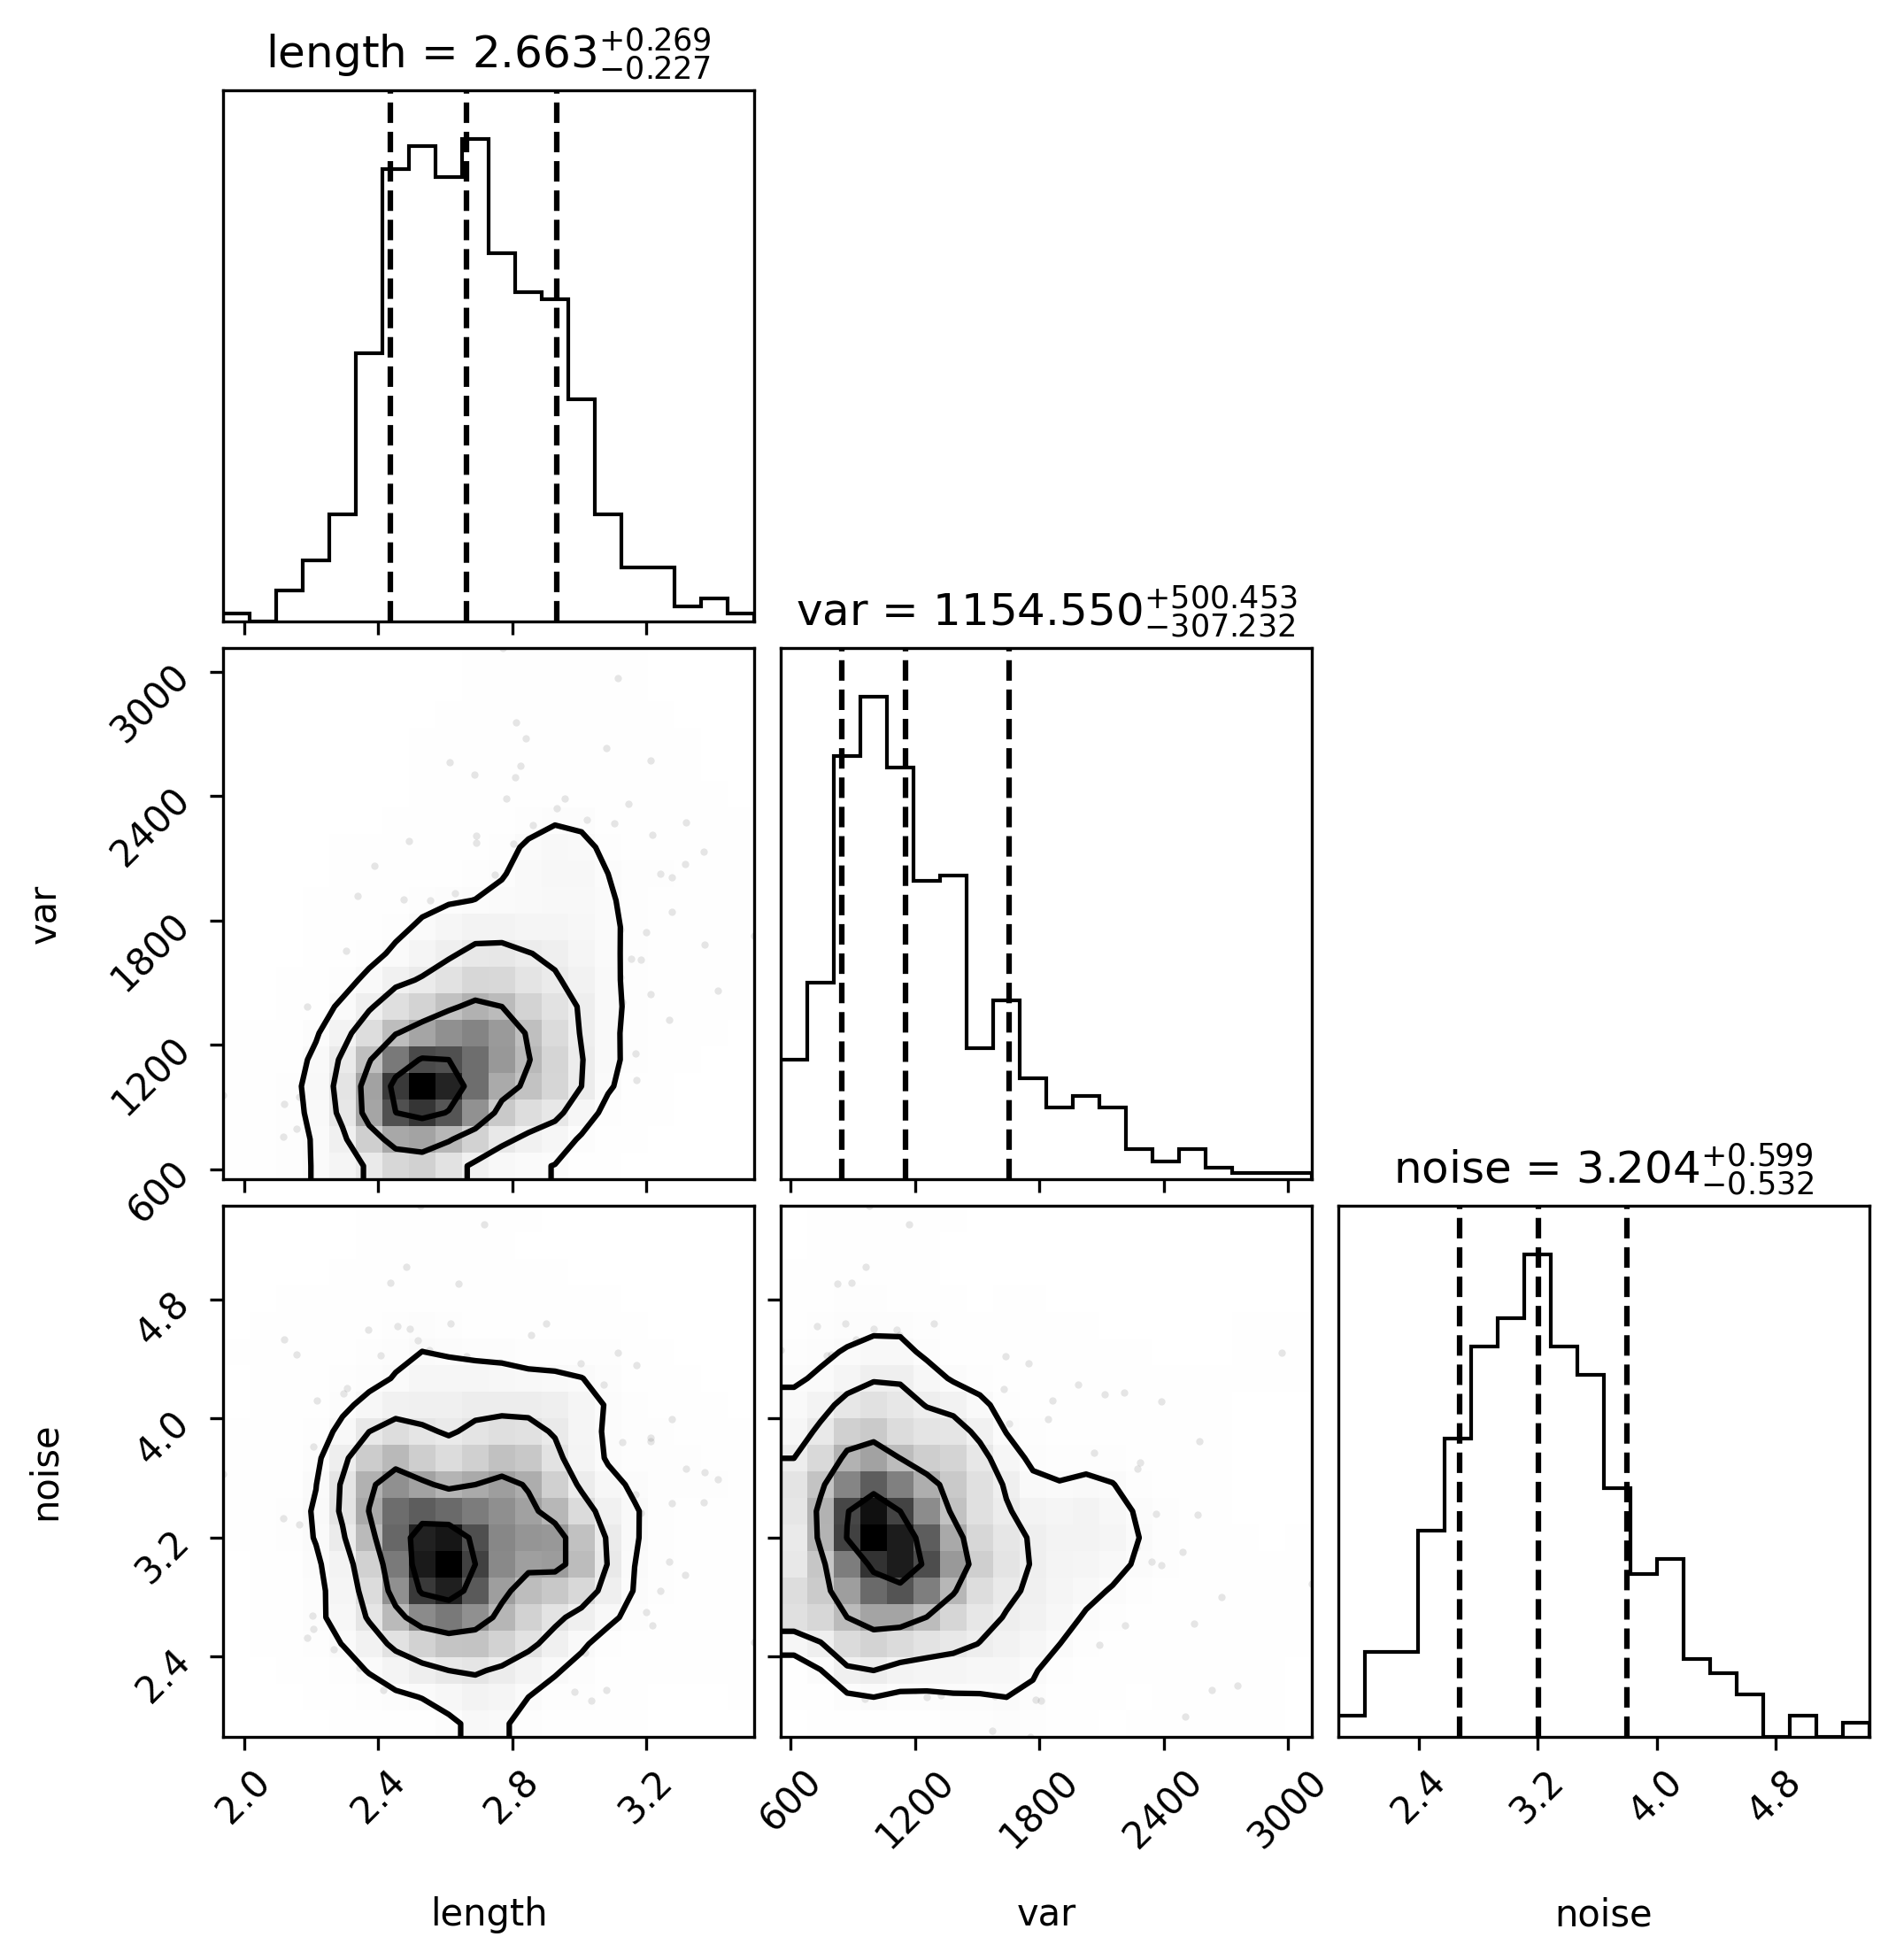 length = 2.663+0.269−0.227
var = 1154.550+500.453−307.232
3000
2400
1800
1200
600
var
noise = 3.204+0.599−0.532
4.8
4.0
3.2
2.4
noise
2.0 2.4 2.8 3.2 600 1200 1800 2400 3000 2.4 3.2 4.0 4.8
length var noise